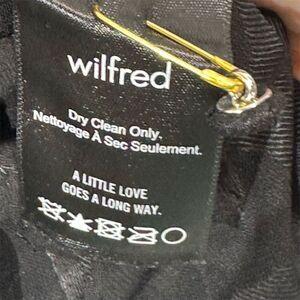 wilfred
Dry Clean Only.
Nettoyage À Sec Seulement.
A LITTLE LOVE
GOES A LONG WAY.